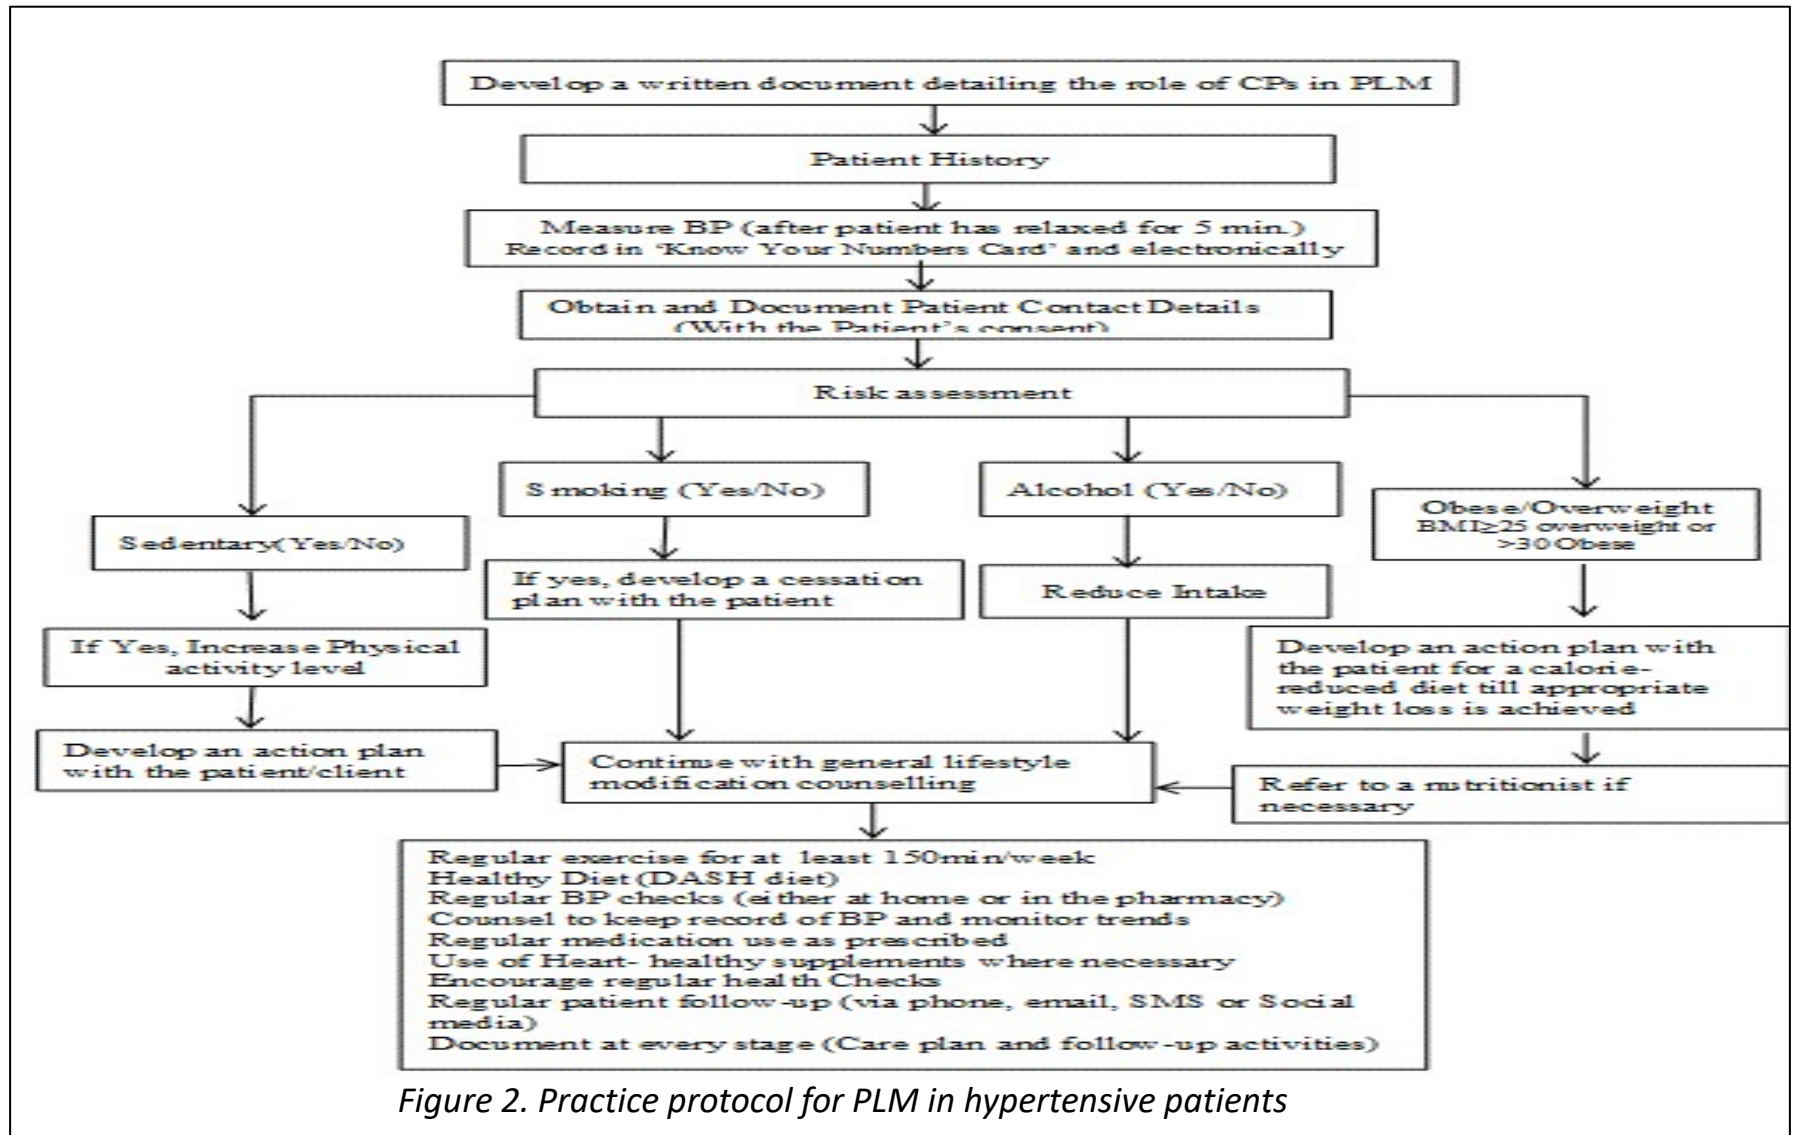 Develop a written document detailing the role of CPs in PLM
Patient History
Measure BP (after patient has relaxed for 5 min.)
Record in ‘Know Your Numbers Card’ and electronically
Obtain and Document Patient Contact Details
(With the Patient’s consent)
Risk assessment
Sedentary(Yes/No)
If Yes, Increase Physical
activity level
Develop an action plan
with the patient/client
Smoking (Yes/No)
If yes, develop a cessation
plan with the patient
Alcohol (Yes/No)
Reduce Intake
Obese/Overweight
BMI≥25 overweight or
>30 Obese
Develop an action plan with
the patient for a calorie-
reduced diet till appropriate
weight loss is achieved
Refer to a nutritionist if
necessary
Continue with general lifestyle
modification counselling
Regular exercise for at least 150min/week
Healthy Diet (DASH diet)
Regular BP checks (either at home or in the pharmacy)
Counsel to keep record of BP and monitor trends
Regular medication use as prescribed
Use of Heart- healthy supplements where necessary
Encourage regular health Checks
Regular patient follow-up (via phone, email, SMS or Social
media)
Document at every stage (Care plan and follow-up activities)
Figure 2. Practice protocol for PLM in hypertensive patients